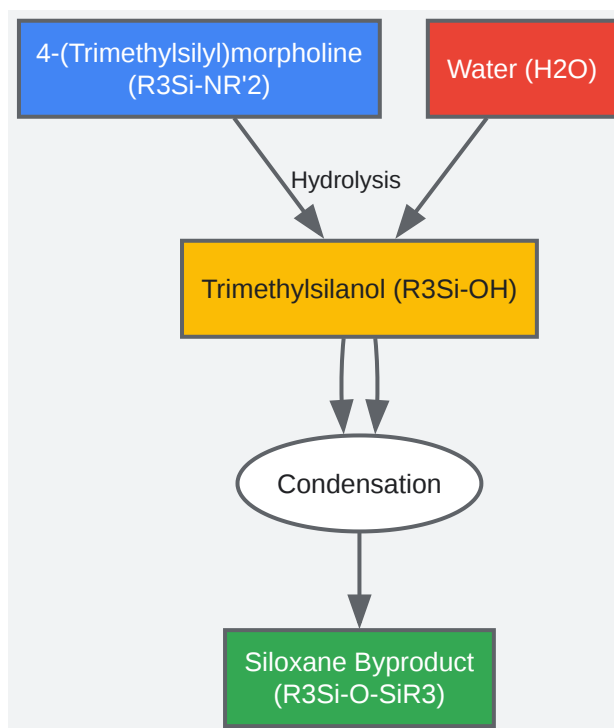 4-(Trimethylsilyl)morpholine
(R3Si-NR'2)
Water (H2O)
Hydrolysis
Trimethylsilanol (R3Si-OH)
Condensation
Siloxane Byproduct
(R3Si-O-SiR3)